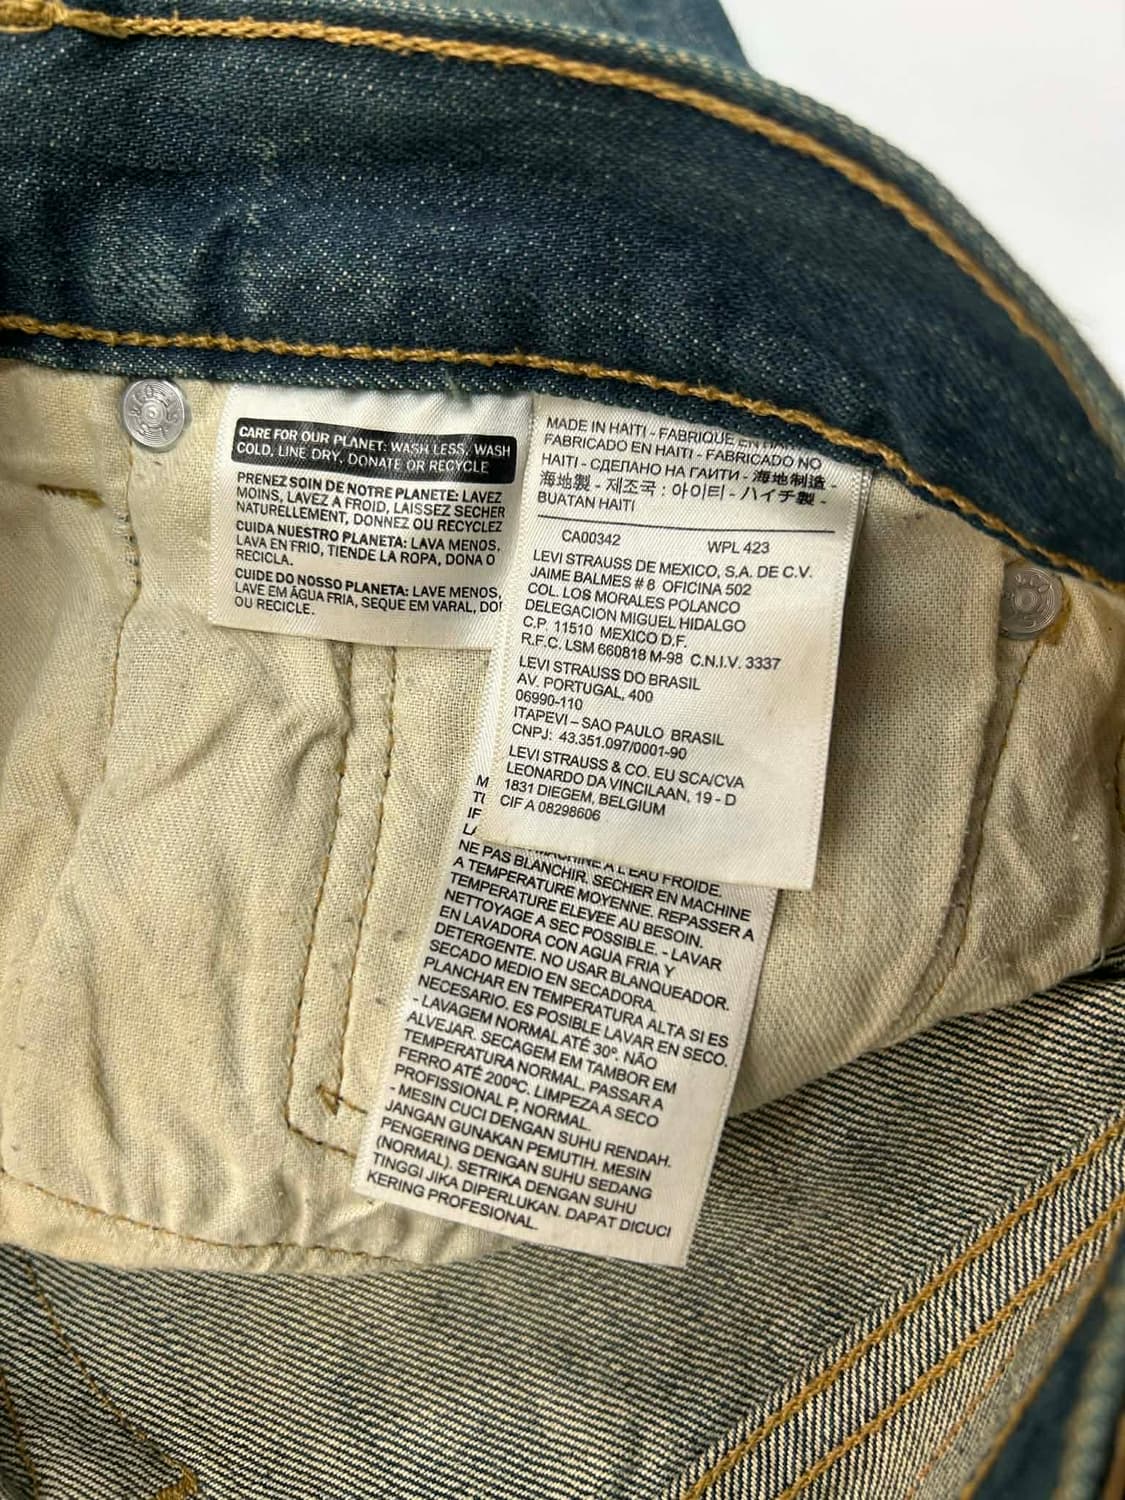 CARE FOR OUR PLANET: WASH LESS, WASH
COLD, LINE DRY, DONATE OR RECYCLE
PRENEZ SOIN DE NOTRE PLANETE: LAVEZ
MOINS, LAVEZ A FROID, LAISSEZ SECHER
NATURELLEMENT, DONNEZ OU RECYCLEZ
CUIDA NUESTRO PLANETA: LAVA MENOS,
LAVA EN FRIO, TIENDE LA ROPA, DONA O
RECICLA.
CUIDE DO NOSSO PLANETA: LAVE MENOS,
LAVE EM ÁGUA FRIA, SEQUE EM VARAL,
OU RECICLE.
MADE IN HAITI - FABRIQUE EN
FABRICADO EN HAITI - FABRICADO NO
HAITI - СДЕЛАНО НА ГАИТИ - 海地制造 -
海地製 - 제조국 : 아이티 - ハイチ製 -
BUATAN HAITI
CA00342 WPL 423
LEVI STRAUSS DE MEXICO, S.A. DE C.V.
JAIME BALMES # 8 OFICINA 502
COL. LOS MORALES POLANCO
DELEGACION MIGUEL HIDALGO
C.P. 11510 MEXICO D.F.
R.F.C. LSM 660818 M-98 C.N.I.V. 3337
LEVI STRAUSS DO BRASIL
AV. PORTUGAL, 400
06990-110
ITAPEVI – SAO PAULO BRASIL
CNPJ: 43.351.097/0001-90
LEVI STRAUSS & CO. EU SCA/CVA
LEONARDO DA VINCILAAN, 19 - D
1831 DIEGEM, BELGIUM
CIF A 08298606
MACHINE A L'EAU FROIDE.
NE PAS BLANCHIR. SECHER EN MACHINE
A TEMPERATURE MOYENNE. REPASSER A
TEMPERATURE ELEVEE AU BESOIN.
NETTOYAGE A SEC POSSIBLE. - LAVAR
EN LAVADORA CON AGUA FRIA Y
DETERGENTE. NO USAR BLANQUEADOR.
SECADO MEDIO EN SECADORA.
PLANCHAR EN TEMPERATURA ALTA SI ES
NECESARIO. ES POSIBLE LAVAR EN SECO.
- LAVAGEM NORMAL ATÉ 30°. NÃO
ALVEJAR. SECAGEM EM TAMBOR EM
TEMPERATURA NORMAL. PASSAR A
FERRO ATÉ 200ºC. LIMPEZA A SECO
PROFISSIONAL P, NORMAL.
- MESIN CUCI DENGAN SUHU RENDAH.
JANGAN GUNAKAN PEMUTIH. MESIN
PENGERING DENGAN SUHU SEDANG
(NORMAL). SETRIKA DENGAN SUHU
TINGGI JIKA DIPERLUKAN. DAPAT DICUCI
KERING PROFESIONAL.